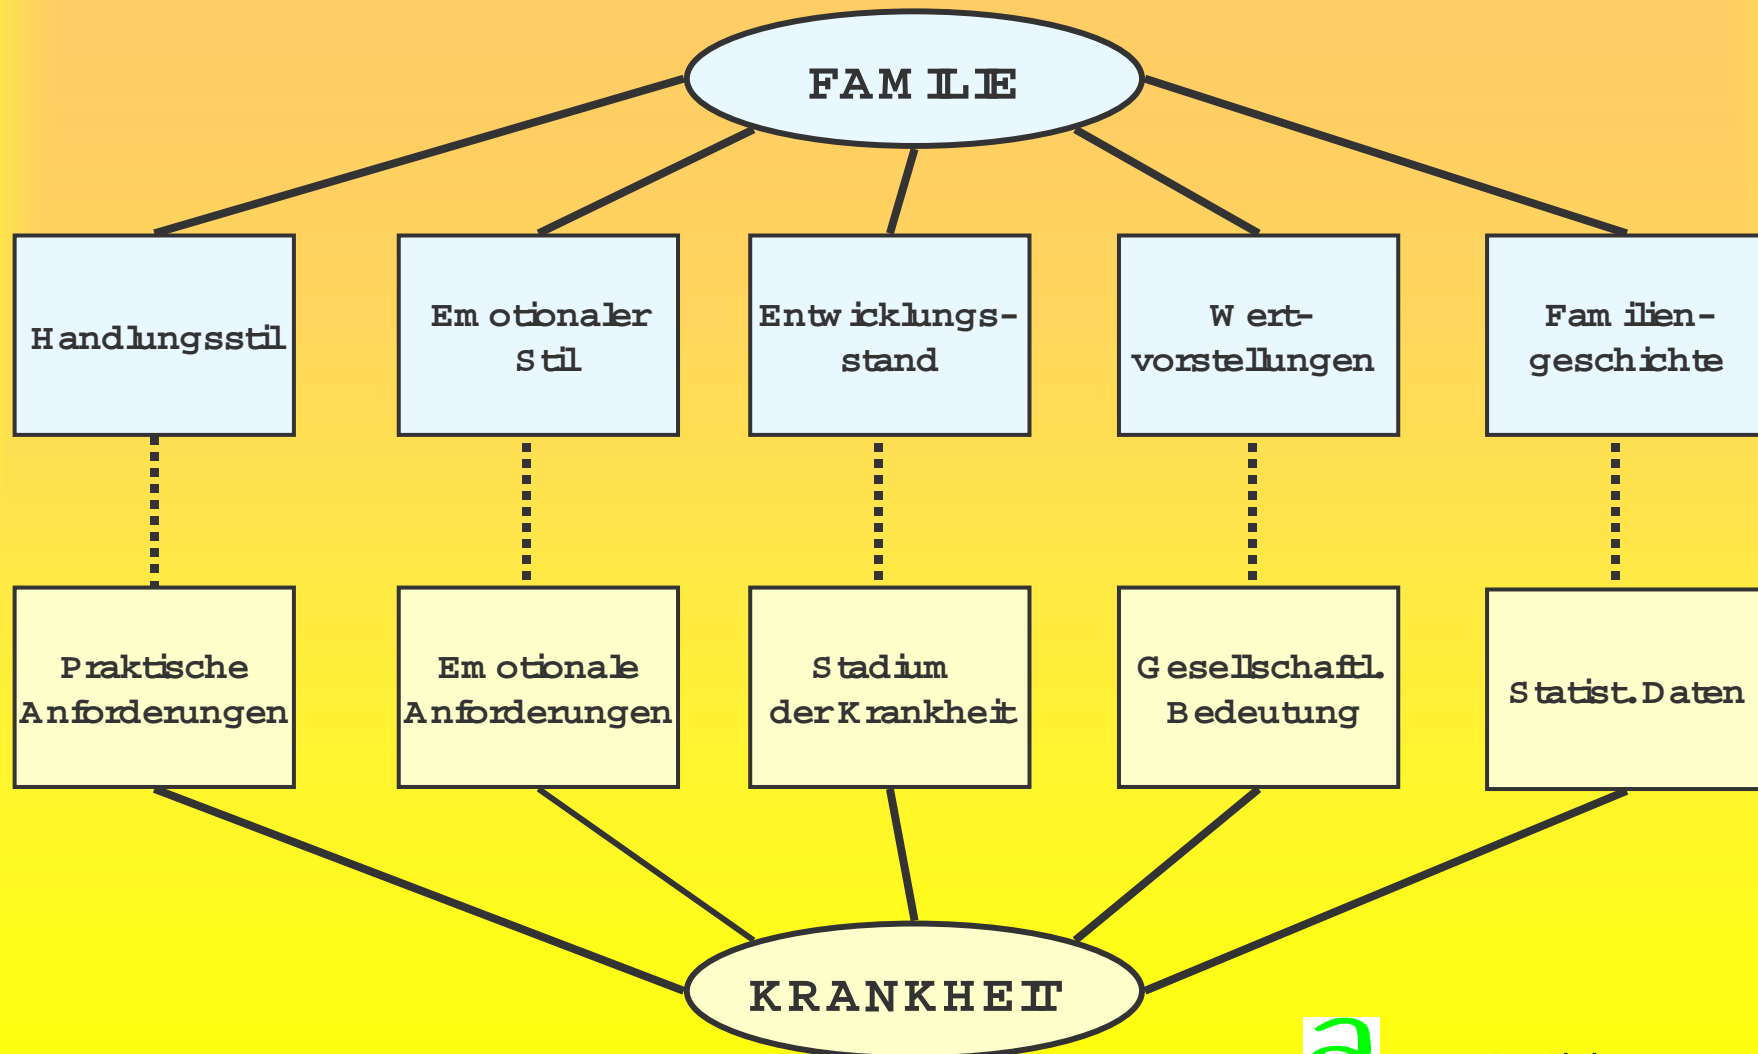 FAMILIE
Handlungsstil
Emotionaler
Stil
Entwicklungs-
stand
Wert-
vorstellungen
Familien-
geschichte
Praktische
Anforderungen
Emotionale
Anforderungen
Stadium
der Krankheit
Gesellschaftl.
Bedeutung
Statist. Daten
KRANKHEIT